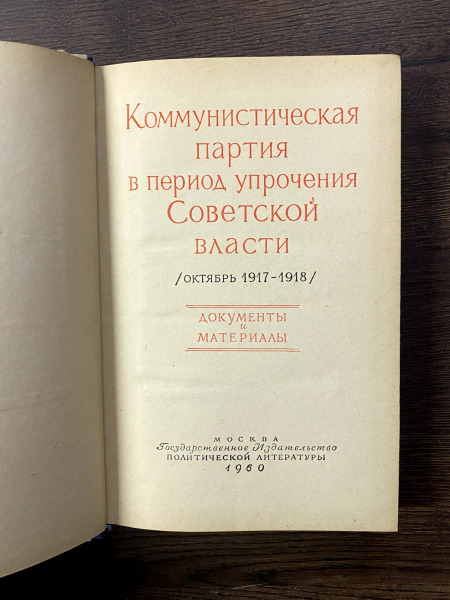 Коммунистическая
партия
в период упрочения
Советской
власти
/октябрь 1917-1918/
ДОКУМЕНТЫ
и
МАТЕРИАЛЫ
МОСКВА
Государственное Издательство
ПОЛИТИЧЕСКОЙ ЛИТЕРАТУРЫ
1960